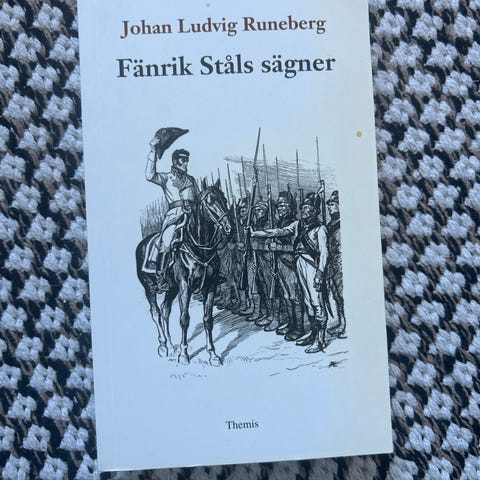 Johan Ludvig Runeberg
Fänrik Ståls sägner
Themis